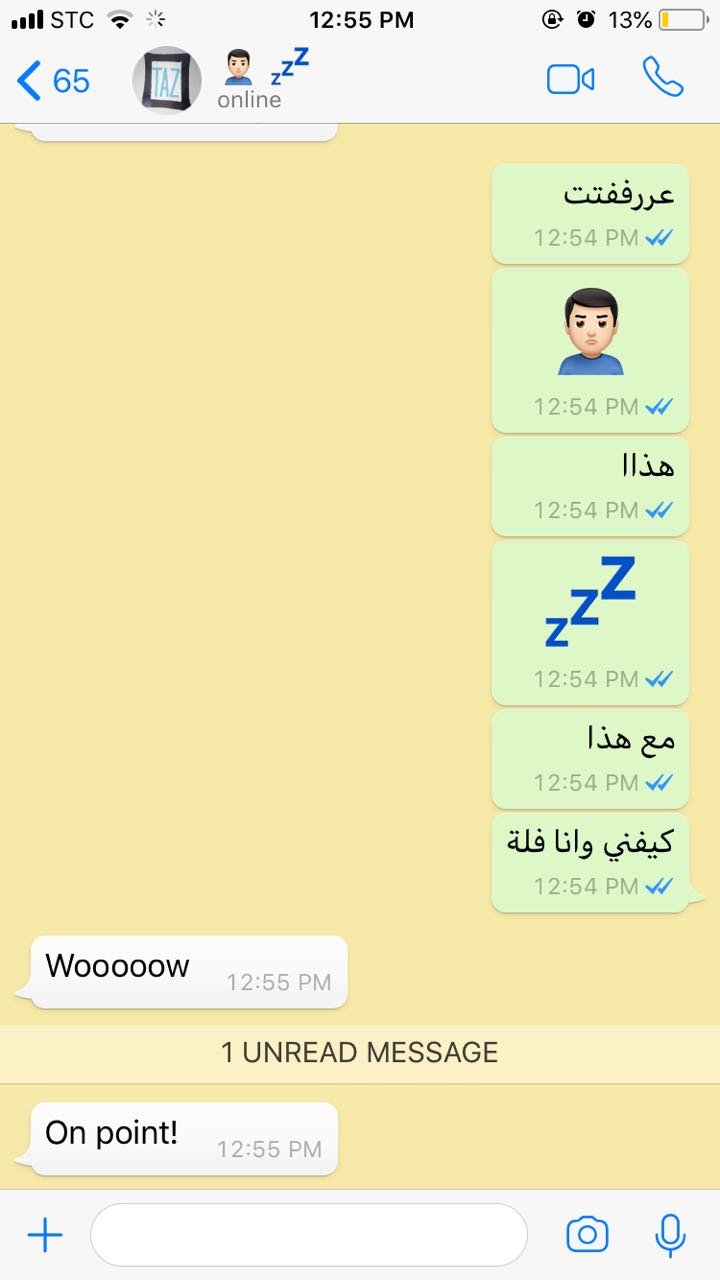 STC 12:55 PM 13%
65 TAZ 💤
online
عررففتت
12:54 PM
12:54 PM
هذاا
12:54 PM
💤
12:54 PM
مع هذا
12:54 PM
كيفني وانا فلة
12:54 PM
Wooooow
12:55 PM
1 UNREAD MESSAGE
On point!
12:55 PM